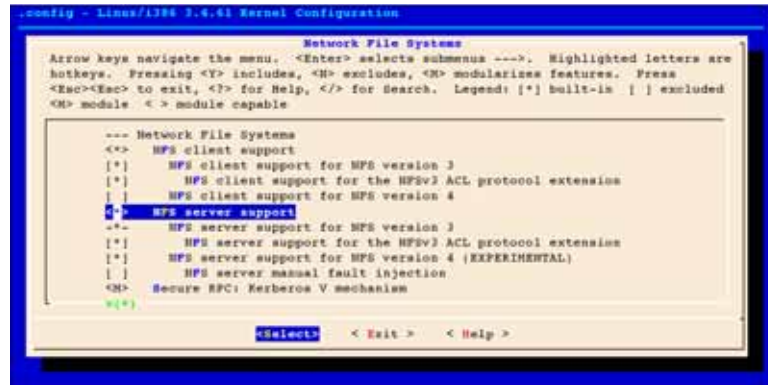 .config - Linux/i386 3.4.61 Kernel Configuration
Network File Systems
Arrow keys navigate the menu. <Enter> selects submenus --->. Highlighted letters are
hotkeys. Pressing <Y> includes, <N> excludes, <M> modularizes features. Press
<Esc><Esc> to exit, <?> for Help, </> for Search. Legend: [*] built-in [ ] excluded
<M> module < > module capable
--- Network File Systems
<*> NFS client support
[*] NFS client support for NFS version 3
[*] NFS client support for the NFSv3 ACL protocol extension
[ ] NFS client support for NFS version 4
<*> NFS server support
-*- NFS server support for NFS version 3
[*] NFS server support for the NFSv3 ACL protocol extension
[*] NFS server support for NFS version 4 (EXPERIMENTAL)
[ ] NFS server manual fault injection
<M> Secure RPC: Kerberos V mechanism
v(+)
<Select> < Exit > < Help >